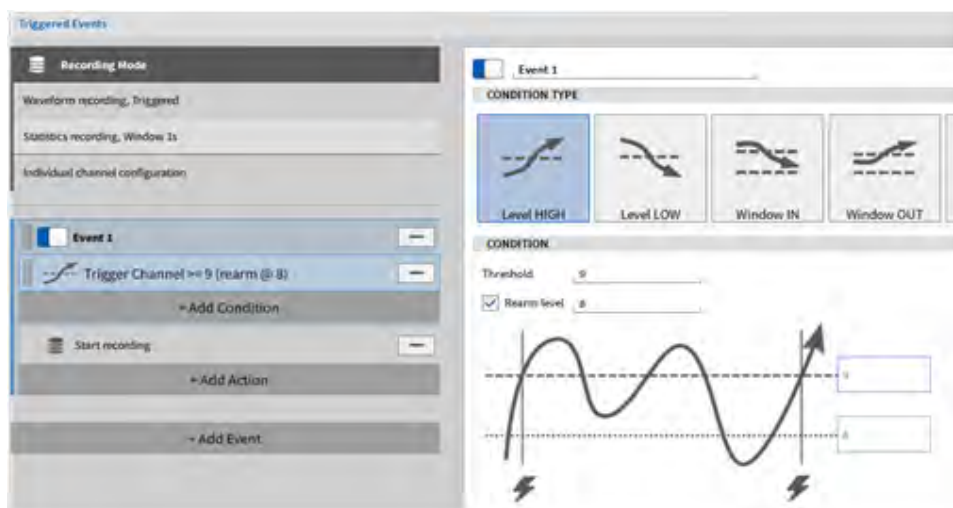 Triggered Events
Recording Mode
Waveform recording, Triggered
Statistics recording, Window 1s
Individual channel configuration
Event 1
Trigger Channel >= 9 (rearm @ 8)
+ Add Condition
Start recording
+ Add Action
+ Add Event
Event 1
CONDITION TYPE
Level HIGH
Level LOW
Window IN
Window OUT
CONDITION
Threshold 9
Rearm level 8
9
8